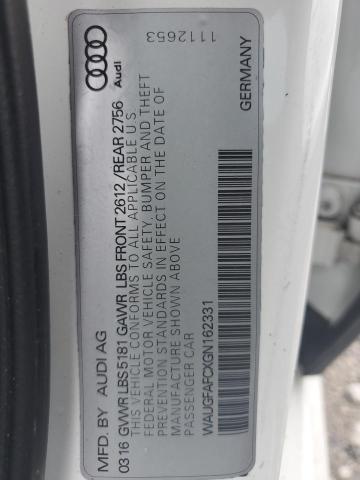 MFD. BY AUDI AG
03 16 GVWR LBS 5181 GAWR LBS FRONT 2612 / REAR 2756
THIS VEHICLE CONFORMS TO ALL APPLICABLE U S
FEDERAL MOTOR VEHICLE SAFETY, BUMPER AND THEFT
PREVENTION STANDARDS IN EFFECT ON THE DATE OF
MANUFACTURE SHOWN ABOVE
PASSENGER CAR
WAUGFAFCXGN162331
GERMANY
Audi
1112653